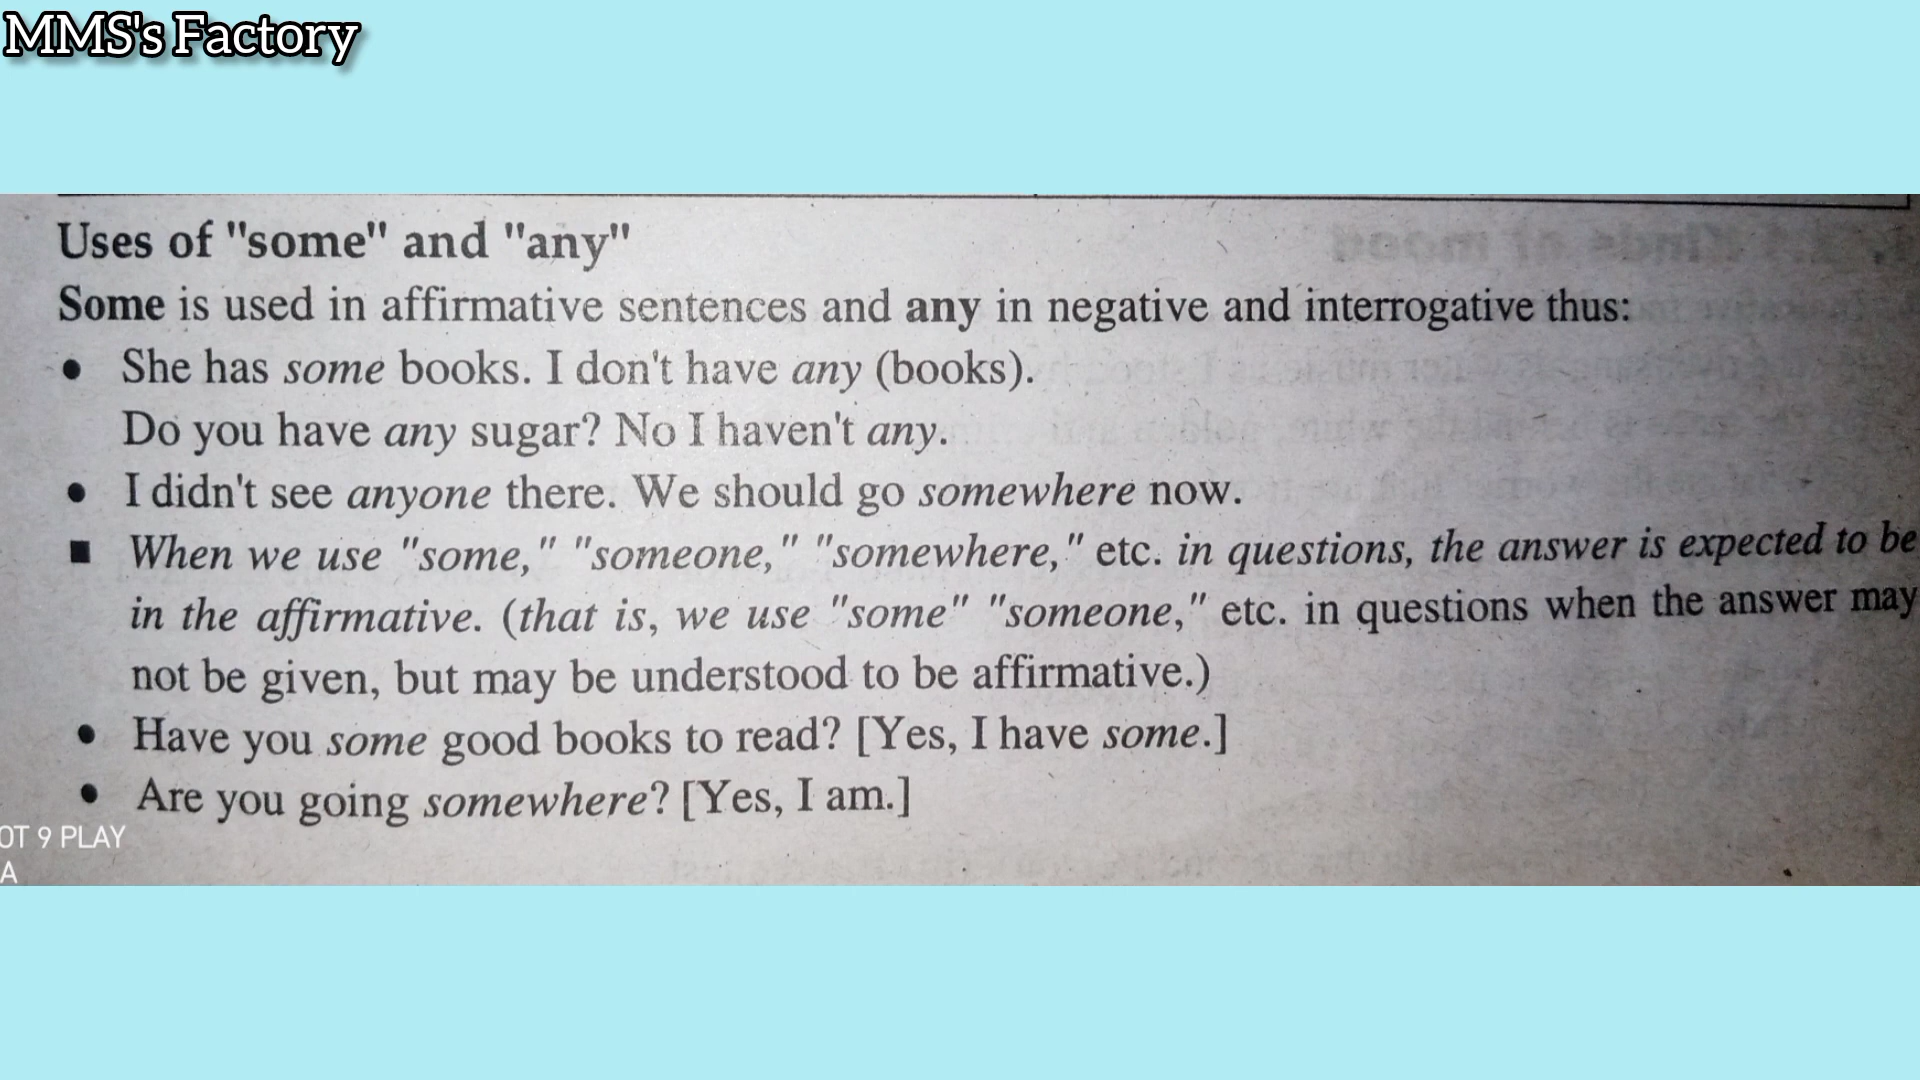 MMS's Factory
Uses of "some" and "any"
Some is used in affirmative sentences and any in negative and interrogative thus:
• She has some books. I don't have any (books).
Do you have any sugar? No I haven't any.
• I didn't see anyone there. We should go somewhere now.
■ When we use "some," "someone," "somewhere," etc. in questions, the answer is expected to be
in the affirmative. (that is, we use "some" "someone," etc. in questions when the answer may
not be given, but may be understood to be affirmative.)
• Have you some good books to read? [Yes, I have some.]
• Are you going somewhere? [Yes, I am.]
OT 9 PLAY
A